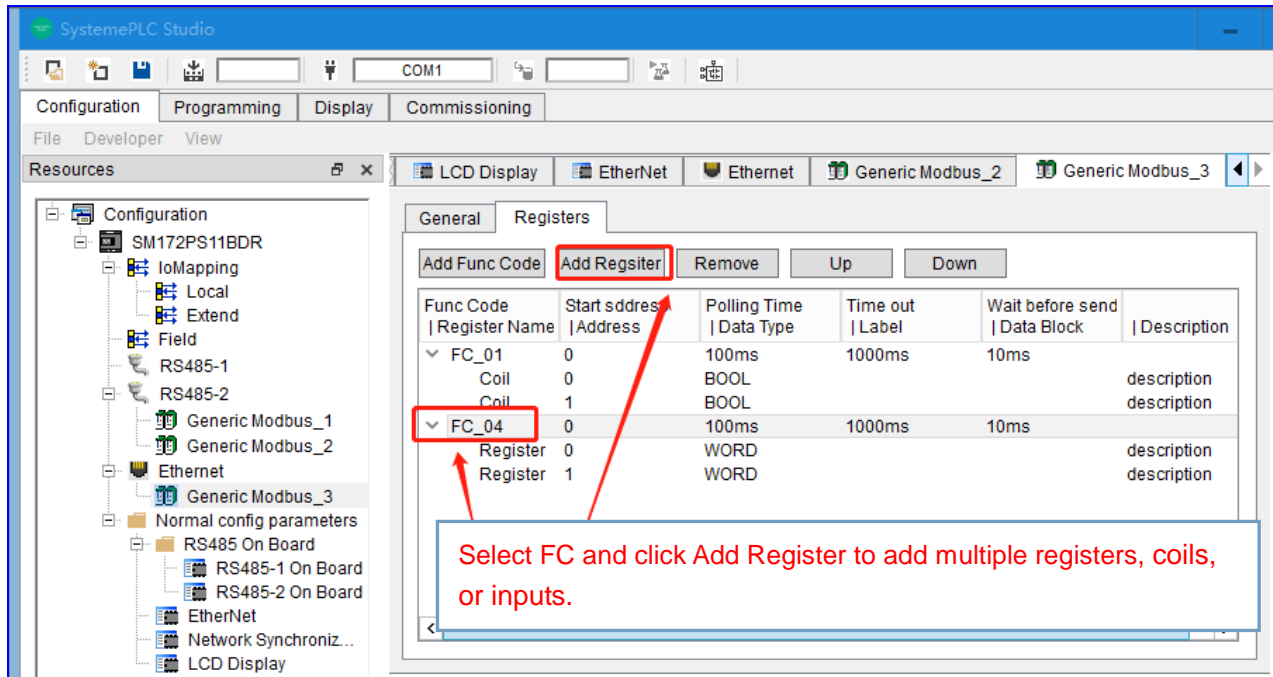 SystemePLC Studio
COM1
Configuration Programming Display Commissioning
File Developer View
Resources
LCD Display EtherNet Ethernet Generic Modbus_2 Generic Modbus_3
Configuration
SM172PS11BDR
IoMapping
Local
Extend
Field
RS485-1
RS485-2
Generic Modbus_1
Generic Modbus_2
Ethernet
Generic Modbus_3
Normal config parameters
RS485 On Board
RS485-1 On Board
RS485-2 On Board
EtherNet
Network Synchroniz...
LCD Display
General Registers
Add Func Code Add Regsiter Remove Up Down
Func Code Start sddress Polling Time Time out Wait before send
| Register Name | Address | Data Type | Label | Data Block | Description
FC_01 0 100ms 1000ms 10ms
Coil 0 BOOL description
Coil 1 BOOL description
FC_04 0 100ms 1000ms 10ms
Register 0 WORD description
Register 1 WORD description
Select FC and click Add Register to add multiple registers, coils,
or inputs.